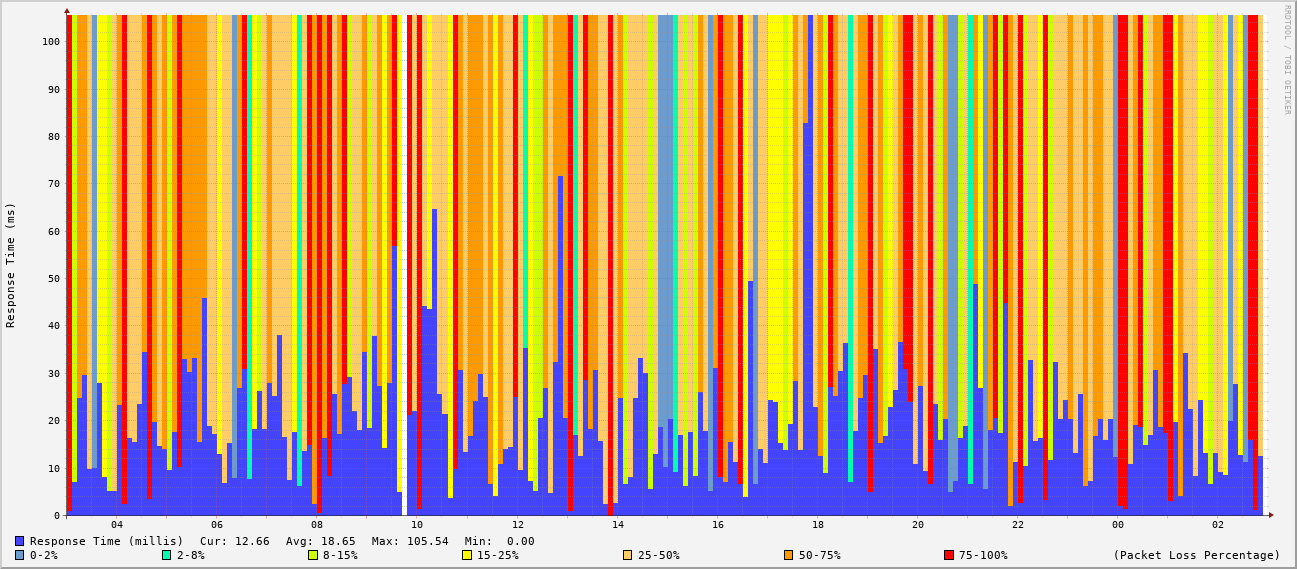 RRDTOOL / TOBI OETIKER
Response Time (ms)
100
90
80
70
60
50
40
30
20
10
0
04 06 08 10 12 14 16 18 20 22 00 02
Response Time (millis) Cur: 12.66 Avg: 18.65 Max: 105.54 Min: 0.00
0-2% 2-8% 8-15% 15-25% 25-50% 50-75% 75-100% (Packet Loss Percentage)